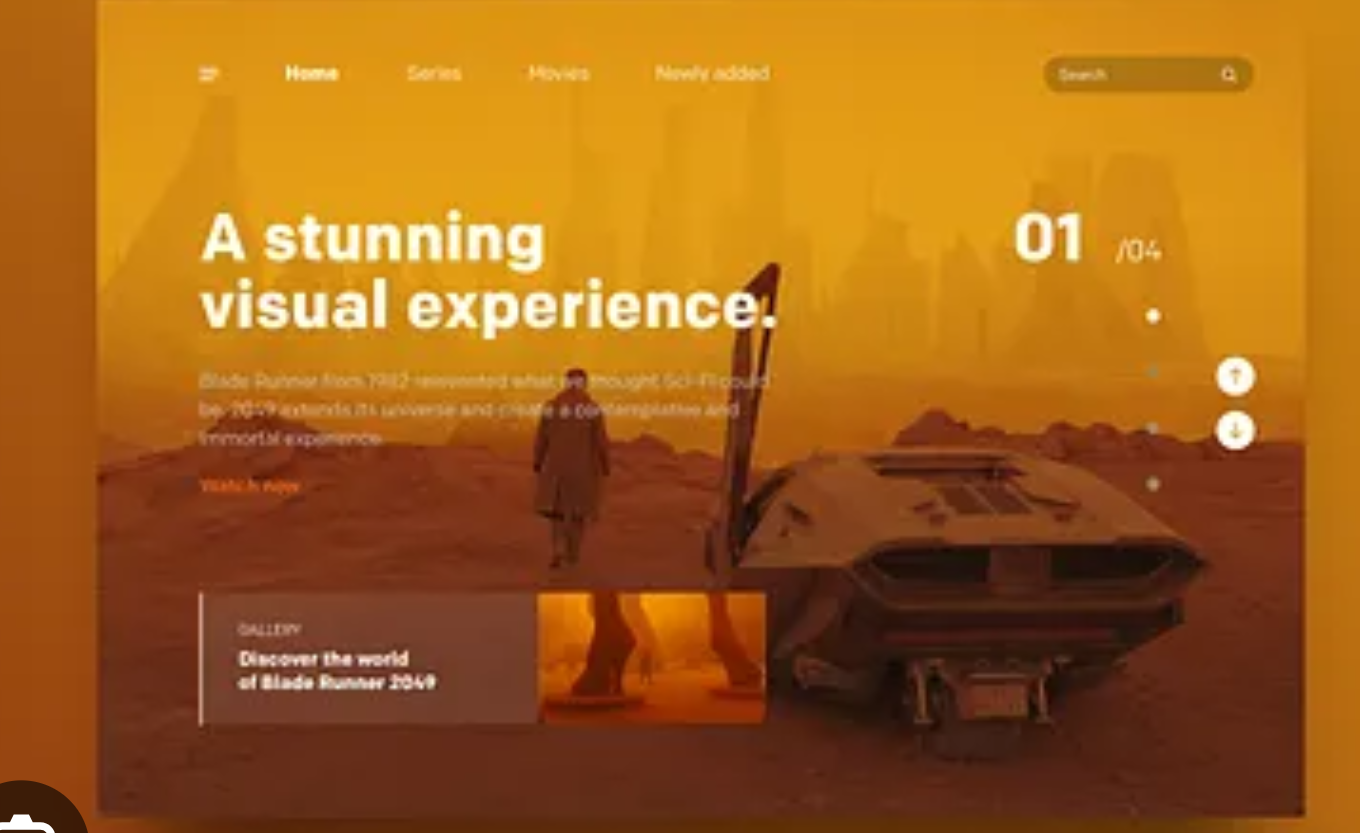 Home
Series
Movies
Newly added
Search
A stunning
visual experience.
01 /04
Blade Runner from 1982 reinvented what we thought Sci-Fi could
be. 2049 extends its universe and create a contemplative and
immortal experience.
Watch now
GALLERY
Discover the world
of Blade Runner 2049